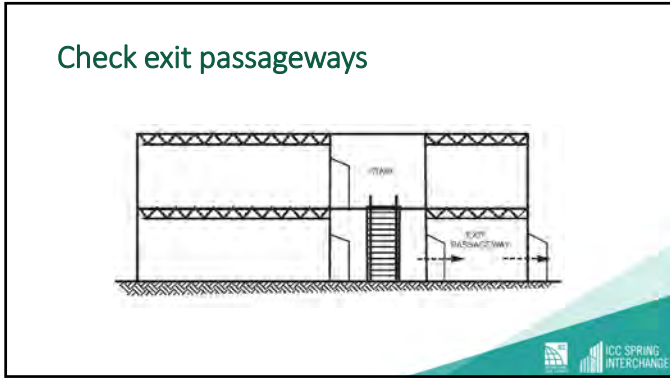 Check exit passageways
STAIR
EXIT
PASSAGEWAY
ICC SPRING
INTERCHANGE